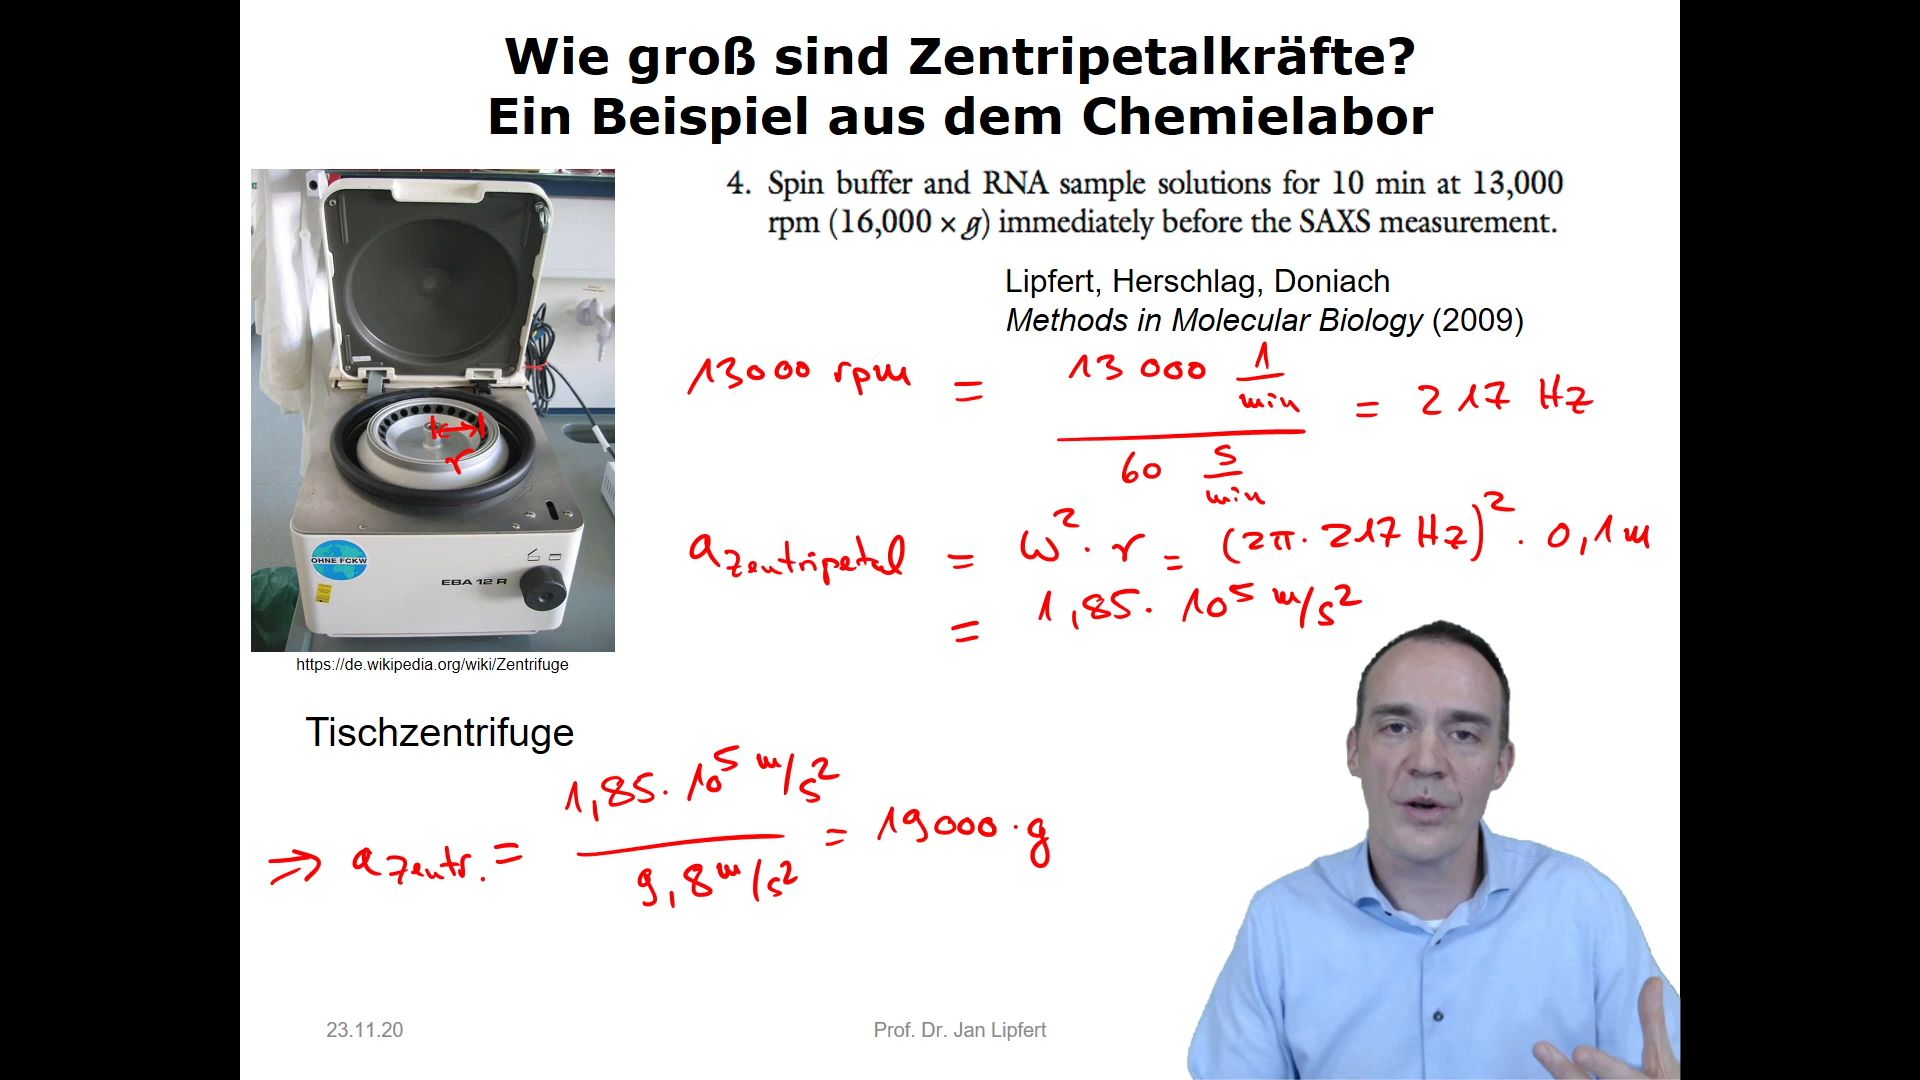 Wie groß sind Zentripetalkräfte?
Ein Beispiel aus dem Chemielabor
4. Spin buffer and RNA sample solutions for 10 min at 13,000
rpm (16,000 × g) immediately before the SAXS measurement.
Lipfert, Herschlag, Doniach
Methods in Molecular Biology (2009)
13000 rpm = 13 000 1/min / 60 s/min = 217 Hz
a Zentripetal = ω² · r = (2π · 217 Hz)² · 0,1 m
= 1,85 · 10⁵ m/s²
r
OHNE FCKW
EBA 12 R
https://de.wikipedia.org/wiki/Zentrifuge
Tischzentrifuge
⇒ a Zentr. = 1,85 · 10⁵ m/s² / 9,8 m/s² = 19000 · g
23.11.20
Prof. Dr. Jan Lipfert